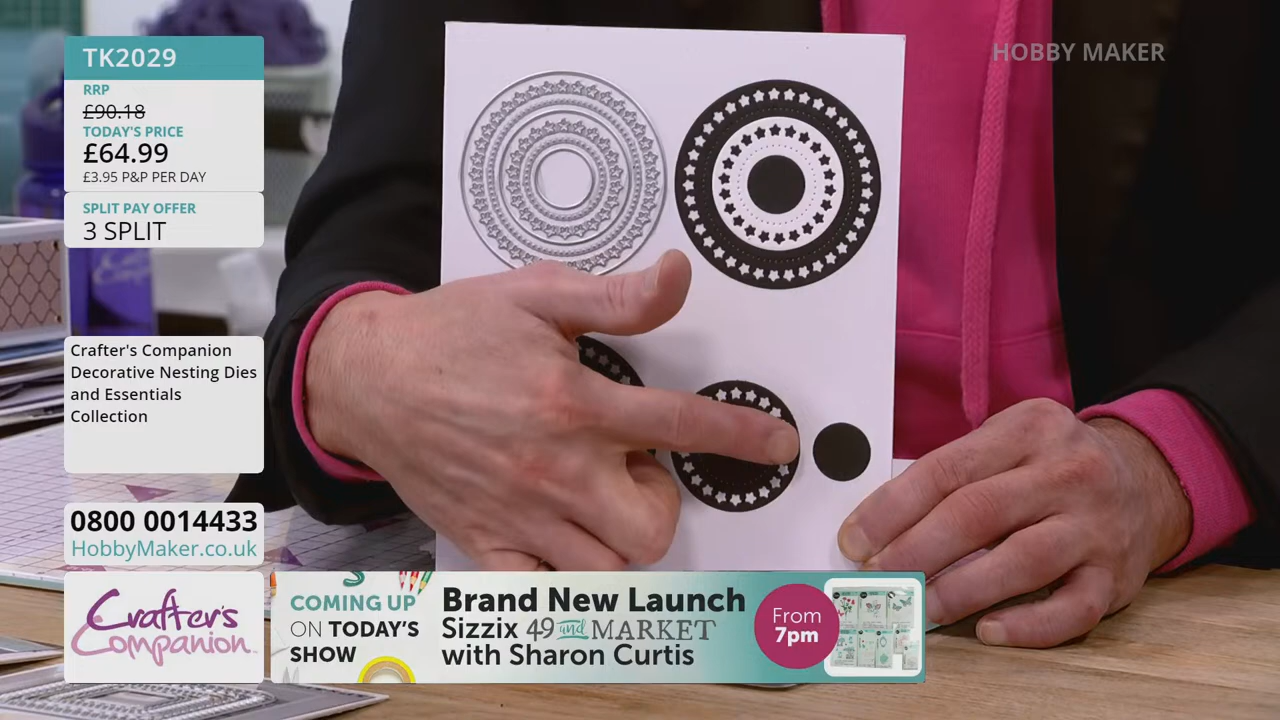 TK2029
RRP
£90.18
TODAY'S PRICE
£64.99
£3.95 P&P PER DAY
SPLIT PAY OFFER
3 SPLIT
Crafter's Companion
Decorative Nesting Dies
and Essentials
Collection
0800 0014433
HobbyMaker.co.uk
Crafter's
Companion
COMING UP
ON TODAY'S
SHOW
Brand New Launch
Sizzix 49 and MARKET
with Sharon Curtis
From
7pm
HOBBY MAKER